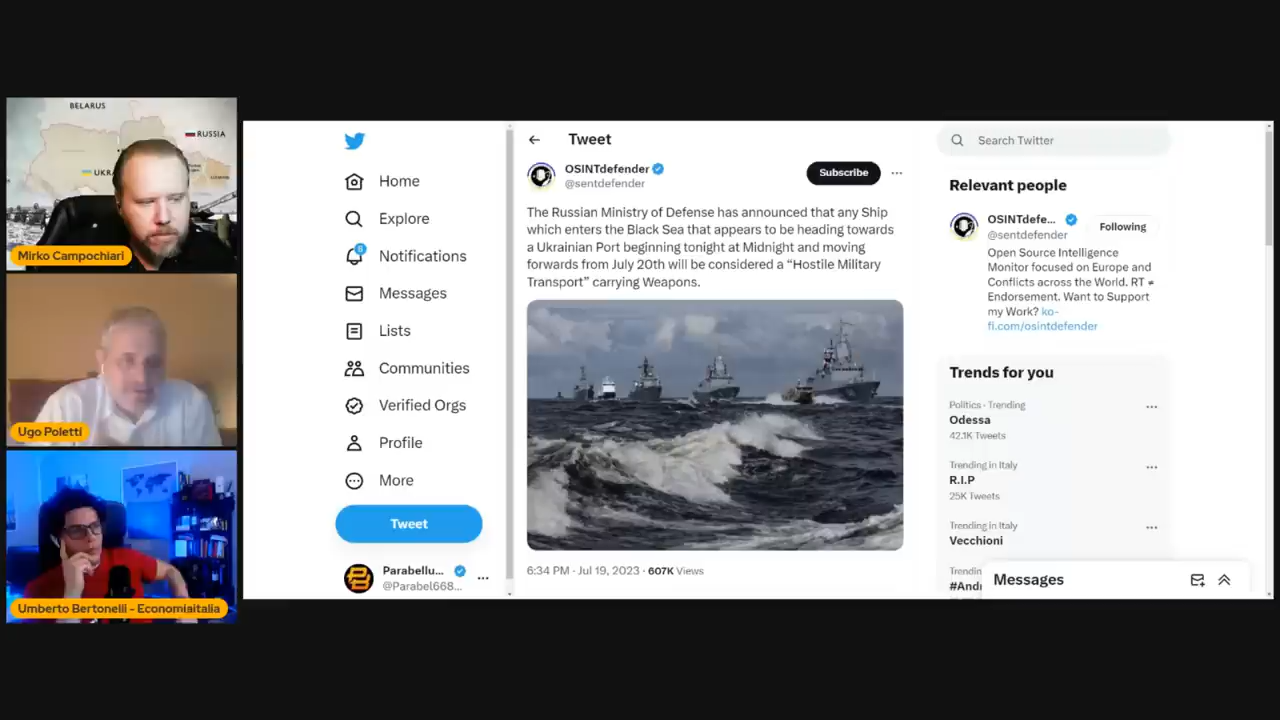 BELARUS
RUSSIA
UKRA
Mirko Campochiari
Ugo Poletti
Umberto Bertonelli - Economiaitalia
Home
Explore
6
Notifications
Messages
Lists
Communities
Verified Orgs
Profile
More
Tweet
Parabellu...
@Parabel668...
Tweet
OSINTdefender
@sentdefender
Subscribe
The Russian Ministry of Defense has announced that any Ship
which enters the Black Sea that appears to be heading towards
a Ukrainian Port beginning tonight at Midnight and moving
forwards from July 20th will be considered a “Hostile Military
Transport” carrying Weapons.
6:34 PM · Jul 19, 2023 · 607K Views
Search Twitter
Relevant people
OSINTdefe...
@sentdefender
Following
Open Source Intelligence
Monitor focused on Europe and
Conflicts across the World. RT ≠
Endorsement. Want to Support
my Work? ko-
fi.com/osintdefender
Trends for you
Politics · Trending
Odessa
42.1K Tweets
Trending in Italy
R.I.P
25K Tweets
Trending in Italy
Vecchioni
Trendin
#And
Messages